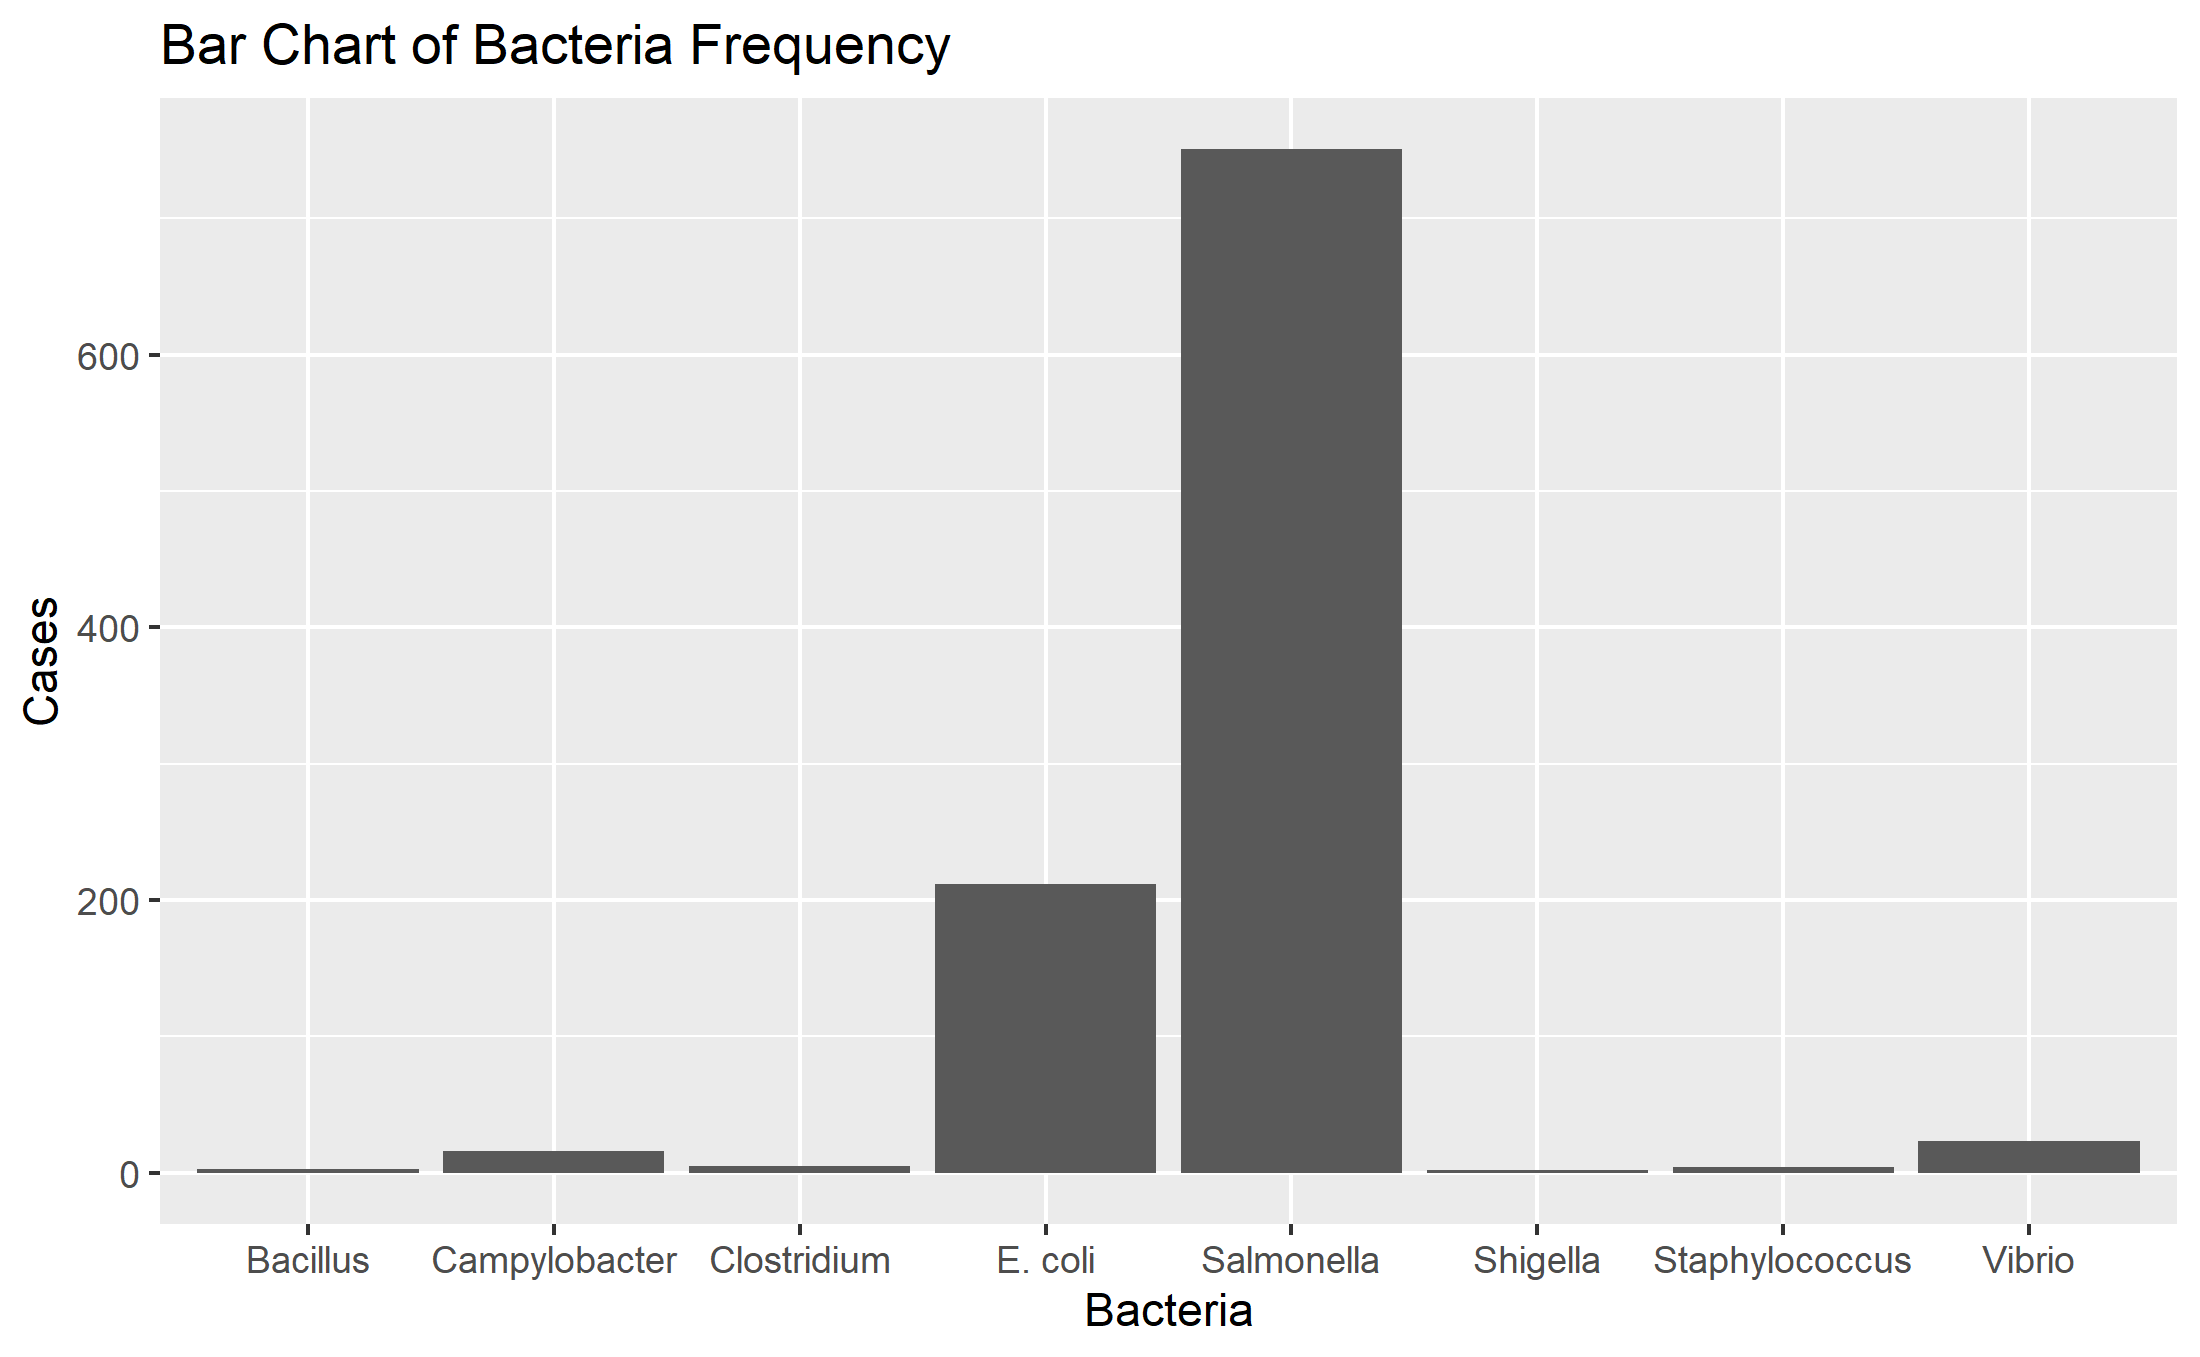 Bar Chart of Bacteria Frequency
Cases
600
400
200
0
Bacillus Campylobacter Clostridium E. coli Salmonella Shigella Staphylococcus Vibrio
Bacteria